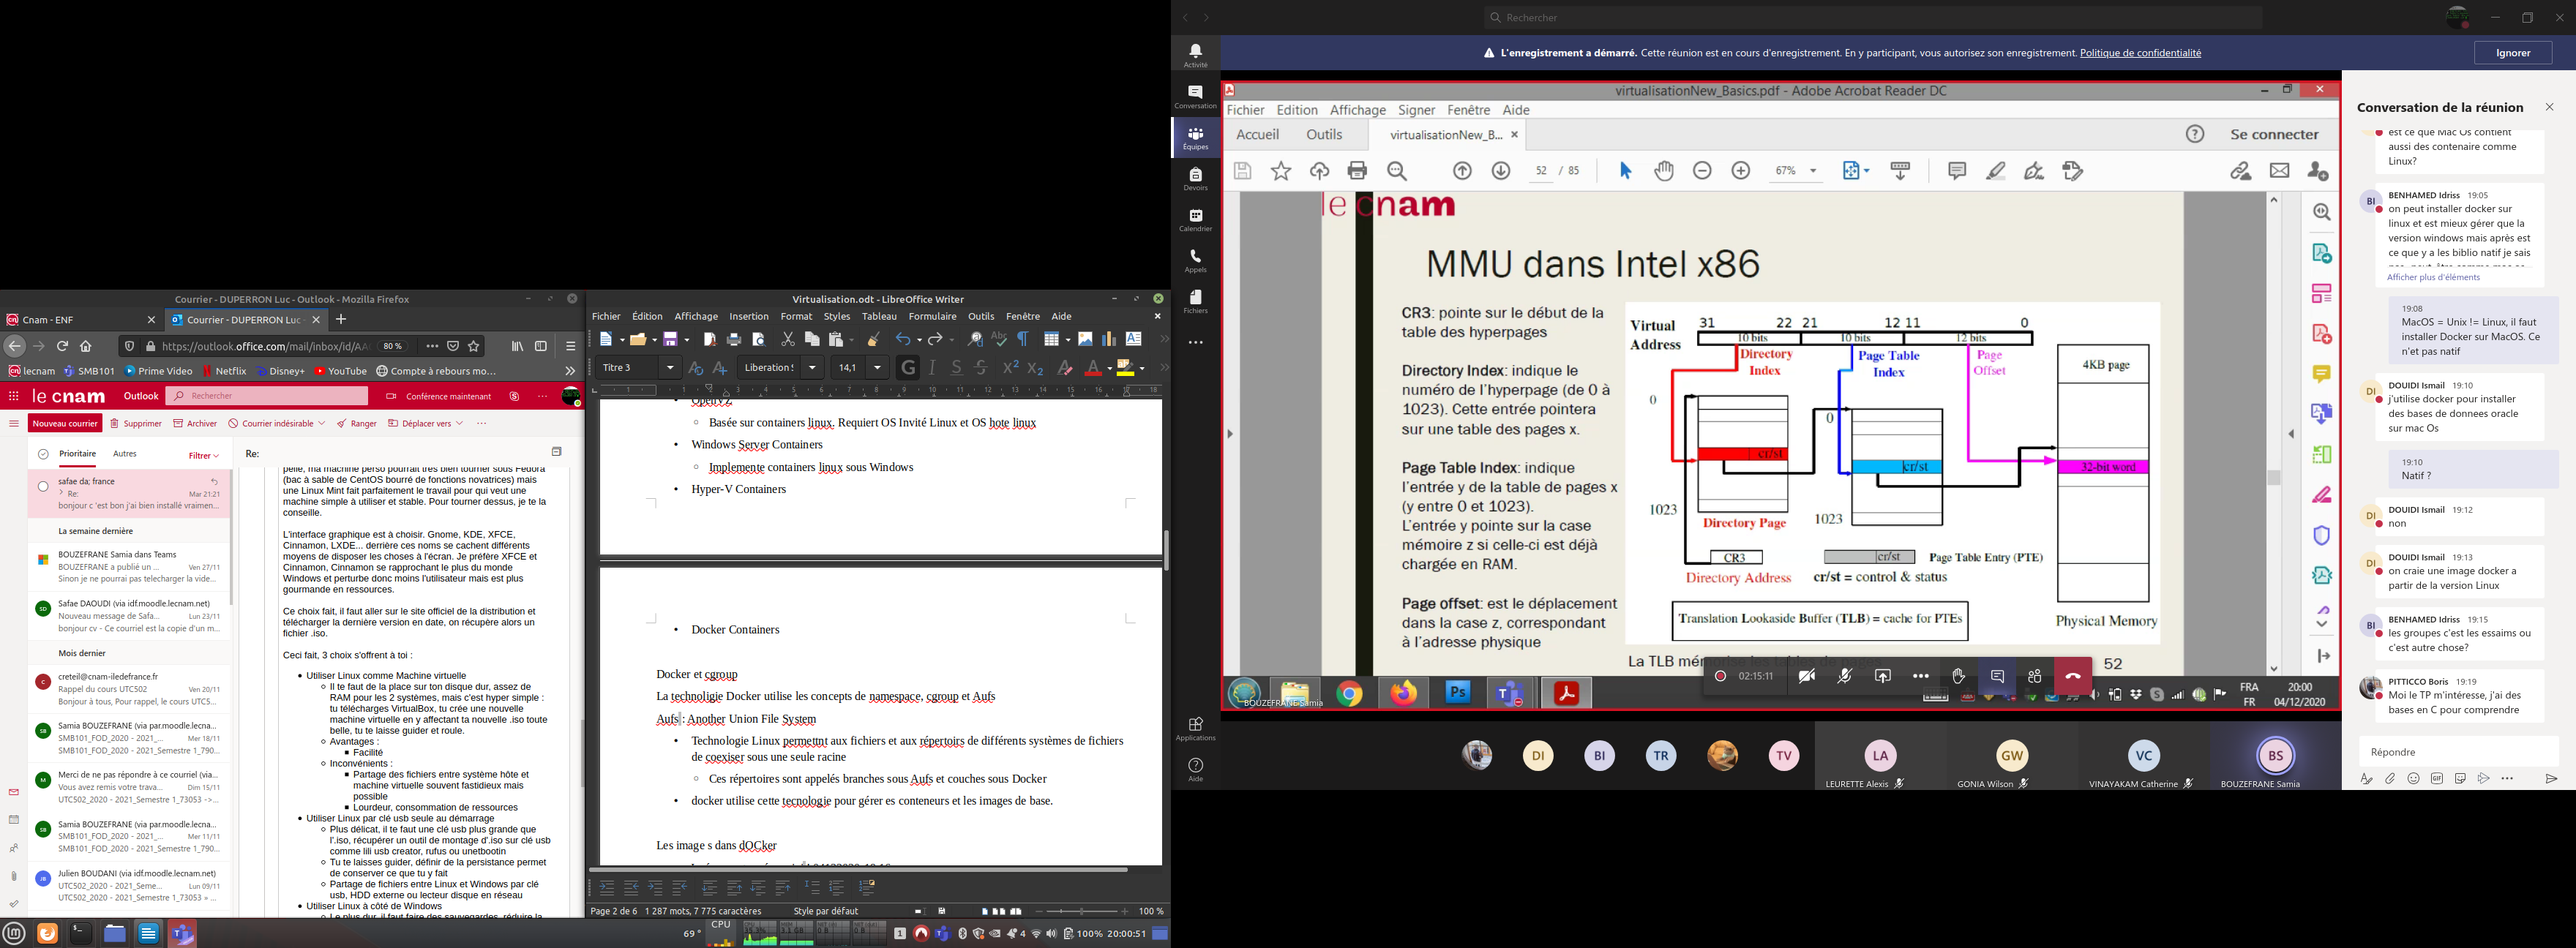 Courrier - DUPERRON Luc - Outlook - Mozilla Firefox
Cnam - ENF
Courrier - DUPERRON Luc -
https://outlook.office.com/mail/inbox/id/AA
80 %
lecnam
SMB101
Prime Video
Netflix
Disney+
YouTube
Compte à rebours mo...
le cnam
Outlook
Rechercher
Conférence maintenant
Nouveau courrier
Supprimer
Archiver
Courrier indésirable
Ranger
Déplacer vers
Prioritaire
Autres
Filtrer
safae da; france
Re:
Mar 21:21
bonjour c 'est bon j'ai bien installé vraimen...
La semaine dernière
BOUZEFRANE Samia dans Teams
BOUZEFRANE a publié un ...
Ven 27/11
Sinon je ne pourrai pas telecharger la vide...
Safae DAOUDI (via idf.moodle.lecnam.net)
Nouveau message de Safa...
Lun 23/11
bonjour cv - Ce courriel est la copie d'un m...
Mois dernier
creteil@cnam-iledefrance.fr
Rappel du cours UTC502
Ven 20/11
Bonjour à tous, Pour rappel, le cours UTC5...
Samia BOUZEFRANE (via par.moodle.lecna...
SMB101_FOD_2020 - 2021_...
Mer 18/11
SMB101_FOD_2020 - 2021_Semestre 1_790...
Merci de ne pas répondre à ce courriel (via...
Vous avez remis votre trava...
Dim 15/11
UTC502_2020 - 2021_Semestre 1_73053 ->...
Samia BOUZEFRANE (via par.moodle.lecna...
SMB101_FOD_2020 - 2021_...
Mer 11/11
SMB101_FOD_2020 - 2021_Semestre 1_790...
Julien BOUDANI (via idf.moodle.lecnam.net)
UTC502_2020 - 2021_Seme...
Lun 09/11
UTC502_2020 - 2021_Semestre 1_73053 » ...
Re:
pelle, ma machine perso pourrait très bien tourner sous Fedora
(bac à sable de CentOS bourré de fonctions novatrices) mais
une Linux Mint fait parfaitement le travail pour qui veut une
machine simple à utiliser et stable. Pour tourner dessus, je te la
conseille.
L'interface graphique est à choisir. Gnome, KDE, XFCE,
Cinnamon, LXDE... derrière ces noms se cachent différents
moyens de disposer les choses à l'écran. Je préfère XFCE et
Cinnamon, Cinnamon se rapprochant le plus du monde
Windows et perturbe donc moins l'utilisateur mais est plus
gourmande en ressources.
Ce choix fait, il faut aller sur le site officiel de la distribution et
télécharger la dernière version en date, on récupère alors un
fichier .iso.
Ceci fait, 3 choix s'offrent à toi :
Utiliser Linux comme Machine virtuelle
Il te faut de la place sur ton disque dur, assez de
RAM pour les 2 systèmes, mais c'est hyper simple :
tu télécharges VirtualBox, tu crée une nouvelle
machine virtuelle en y affectant ta nouvelle .iso toute
belle, tu te laisse guider et roule.
Avantages :
Facilité
Inconvénients :
Partage des fichiers entre système hôte et
machine virtuelle souvent fastidieux mais
possible
Lourdeur, consommation de ressources
Utiliser Linux par clé usb seule au démarrage
Plus délicat, il te faut une clé usb plus grande que
l'.iso, récupérer un outil de montage d'.iso sur clé usb
comme lili usb creator, rufus ou unetbootin
Tu te laisses guider, définir de la persistance permet
de conserver ce que tu y fait
Partage de fichiers entre Linux et Windows par clé
usb, HDD externe ou lecteur disque en réseau
Utiliser Linux à côté de Windows
Le plus dur, il faut faire des sauvegardes, réduire la
Virtualisation.odt - LibreOffice Writer
Fichier Édition Affichage Insertion Format Styles Tableau Formulaire Outils Fenêtre Aide
Titre 3
Liberation S
14,1
OpenVZ
Basée sur containers linux. Requiert OS Invité Linux et OS hote linux
Windows Server Containers
Implemente containers linux sous Windows
Hyper-V Containers
Docker Containers
Docker et cgroup
La technoligie Docker utilise les concepts de namespace, cgroup et Aufs
Aufs : Another Union File System
Technologie Linux permettnt aux fichiers et aux répertoirs de différents systèmes de fichiers
de coexiser sous une seule racine
Ces répertoires sont appelés branches sous Aufs et couches sous Docker
docker utilise cette tecnologie pour gérer es conteneurs et les images de base.
Les image s dans dOCker
Page 2 de 6
1 287 mots, 7 775 caractères
Style par défaut
100 %
69 °
CPU
4
100%
20:00:51
Rechercher
L'enregistrement a démarré. Cette réunion est en cours d'enregistrement. En y participant, vous autorisez son enregistrement. Politique de confidentialité
Ignorer
Activité
Conversation
Équipes
Devoirs
Calendrier
Appels
Fichiers
Applications
Aide
virtualisationNew_Basics.pdf - Adobe Acrobat Reader DC
Fichier Edition Affichage Signer Fenêtre Aide
Accueil
Outils
virtualisationNew_B...
Se connecter
52 / 85
67%
le cnam
MMU dans Intel x86
CR3: pointe sur le début de la
table des hyperpages
Directory Index: indique le
numéro de l'hyperpage (de 0 à
1023). Cette entrée pointera
sur une table des pages x.
Page Table Index: indique
l'entrée y de la table de pages x
(y entre 0 et 1023).
L'entrée y pointe sur la case
mémoire z si celle-ci est déjà
chargée en RAM.
Page offset: est le déplacement
dans la case z, correspondant
à l'adresse physique
Virtual
Address
31 22 21 12 11 0
10 bits
10 bits
12 bits
Directory
Index
Page Table
Index
Page
Offset
4KB page
0
0
cr/st
cr/st
32-bit word
1023
1023
Directory Page
CR3
cr/st
Page Table Entry (PTE)
Directory Address
cr/st = control & status
Translation Lookaside Buffer (TLB) = cache for PTEs
Physical Memory
La TLB mémorise les tables de pages
52
02:15:11
BOUZEFRANE Samia
Ps
FRA
FR
20:00
04/12/2020
DI
BI
TR
TV
LA
LEURETTE Alexis
GW
GONIA Wilson
VC
VINAYAKAM Catherine
BS
BOUZEFRANE Samia
Conversation de la réunion
est ce que Mac Os contient
aussi des contenaire comme
Linux?
BENHAMED Idriss 19:05
on peut installer docker sur
linux et est mieux gérer que la
version windows mais après est
ce que y a les biblio natif je sais
Afficher plus d'éléments
19:08
MacOS = Unix != Linux, il faut
installer Docker sur MacOS. Ce
n'et pas natif
DOUIDI Ismail 19:10
j'utilise docker pour installer
des bases de donnees oracle
sur mac Os
19:10
Natif ?
DOUIDI Ismail 19:12
non
DOUIDI Ismail 19:13
on craie une image docker a
partir de la version Linux
BENHAMED Idriss 19:15
les groupes c'est les essaims ou
c'est autre chose?
PITTICCO Boris 19:19
Moi le TP m'intéresse, j'ai des
bases en C pour comprendre
Répondre